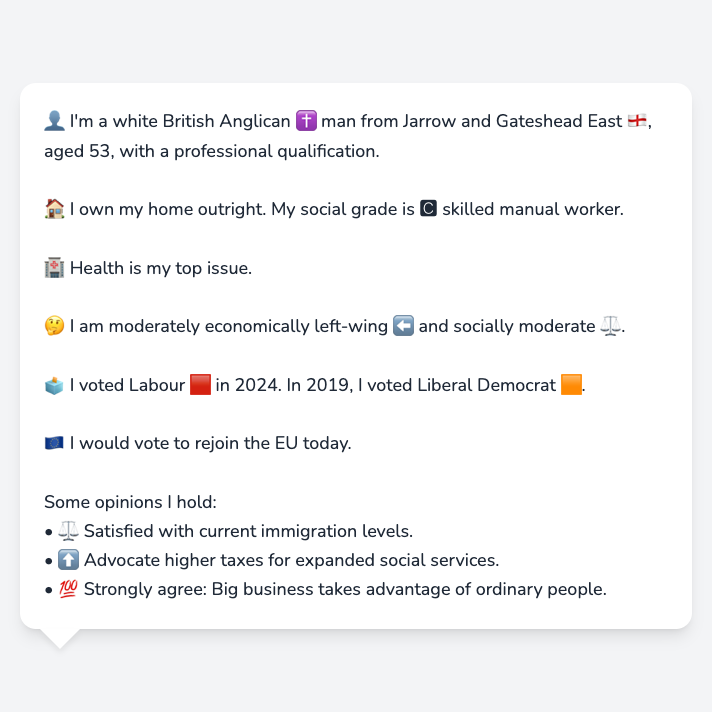 👤 I'm a white British Anglican ✝️ man from Jarrow and Gateshead East 🏴󠁧󠁢󠁥󠁮󠁧󠁿,
aged 53, with a professional qualification.
🏠 I own my home outright. My social grade is 🅲 skilled manual worker.
🏥 Health is my top issue.
🤔 I am moderately economically left-wing ⬅️ and socially moderate ⚖️.
🗳️ I voted Labour 🟥 in 2024. In 2019, I voted Liberal Democrat 🟧.
🇪🇺 I would vote to rejoin the EU today.
Some opinions I hold:
• ⚖️ Satisfied with current immigration levels.
• ⬆️ Advocate higher taxes for expanded social services.
• 💯 Strongly agree: Big business takes advantage of ordinary people.